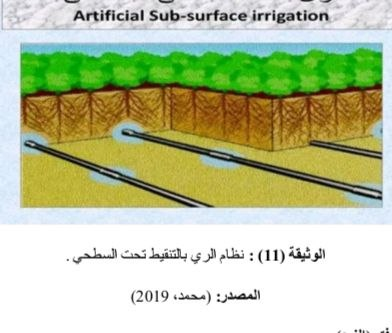 Artificial Sub-surface irrigation
الوثيقة (11) : نظام الري بالتنقيط تحت السطحي .
المصدر: (محمد، 2019)